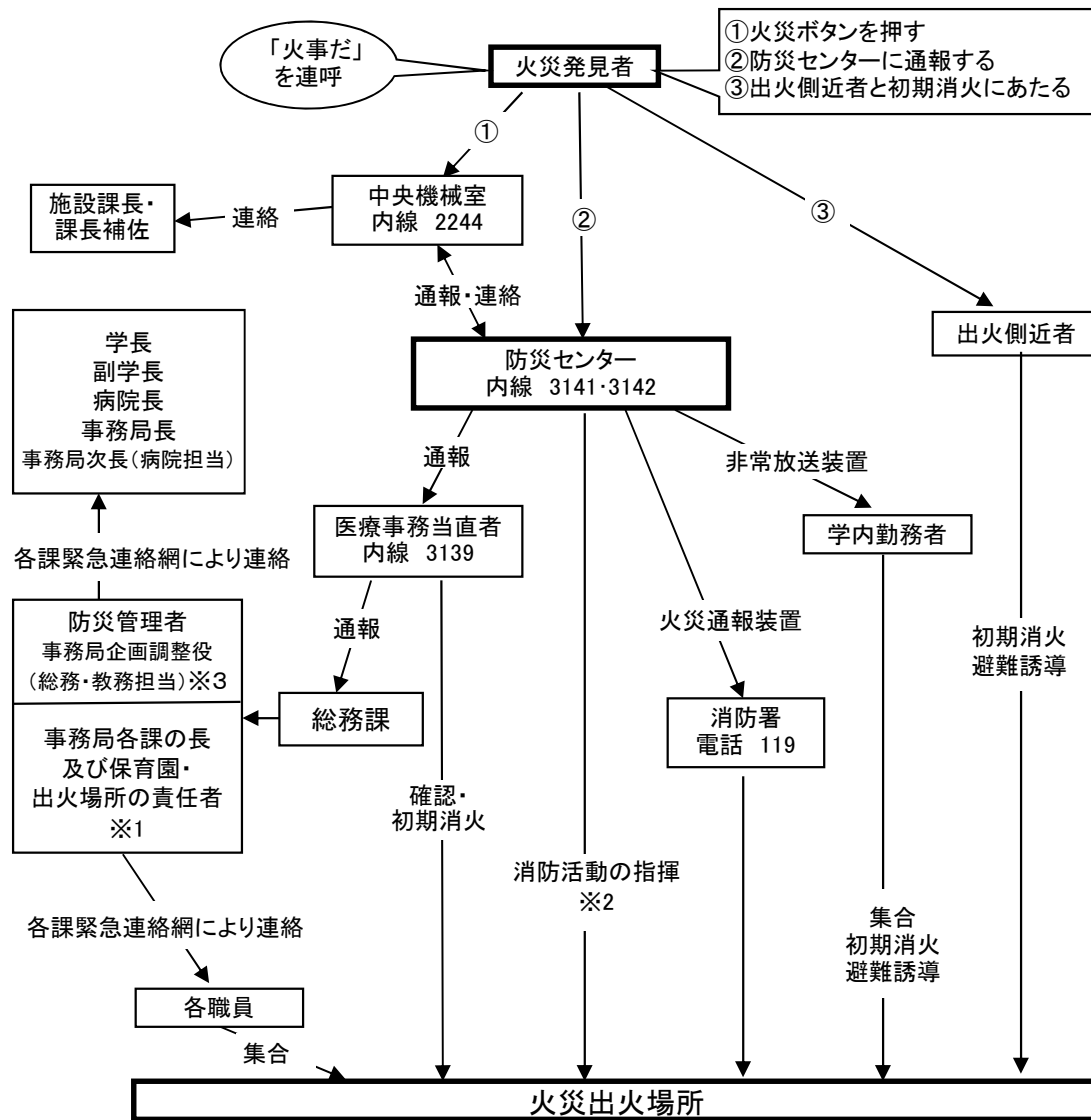 「火事だ」
を連呼
火災発見者
①火災ボタンを押す
②防災センターに通報する
③出火側近者と初期消火にあたる
①
②
③
施設課長・
課長補佐
連絡
中央機械室
内線 2244
通報・連絡
出火側近者
学長
副学長
病院長
事務局長
事務局次長（病院担当）
防災センター
内線 3141・3142
通報
非常放送装置
医療事務当直者
内線 3139
学内勤務者
各課緊急連絡網により連絡
防災管理者
事務局企画調整役
（総務・教務担当）※3
通報
火災通報装置
初期消火
避難誘導
総務課
消防署
電話 119
事務局各課の長
及び保育園・
出火場所の責任者
※1
確認・
初期消火
消防活動の指揮
※2
各課緊急連絡網により連絡
集合
初期消火
避難誘導
各職員
集合
火災出火場所